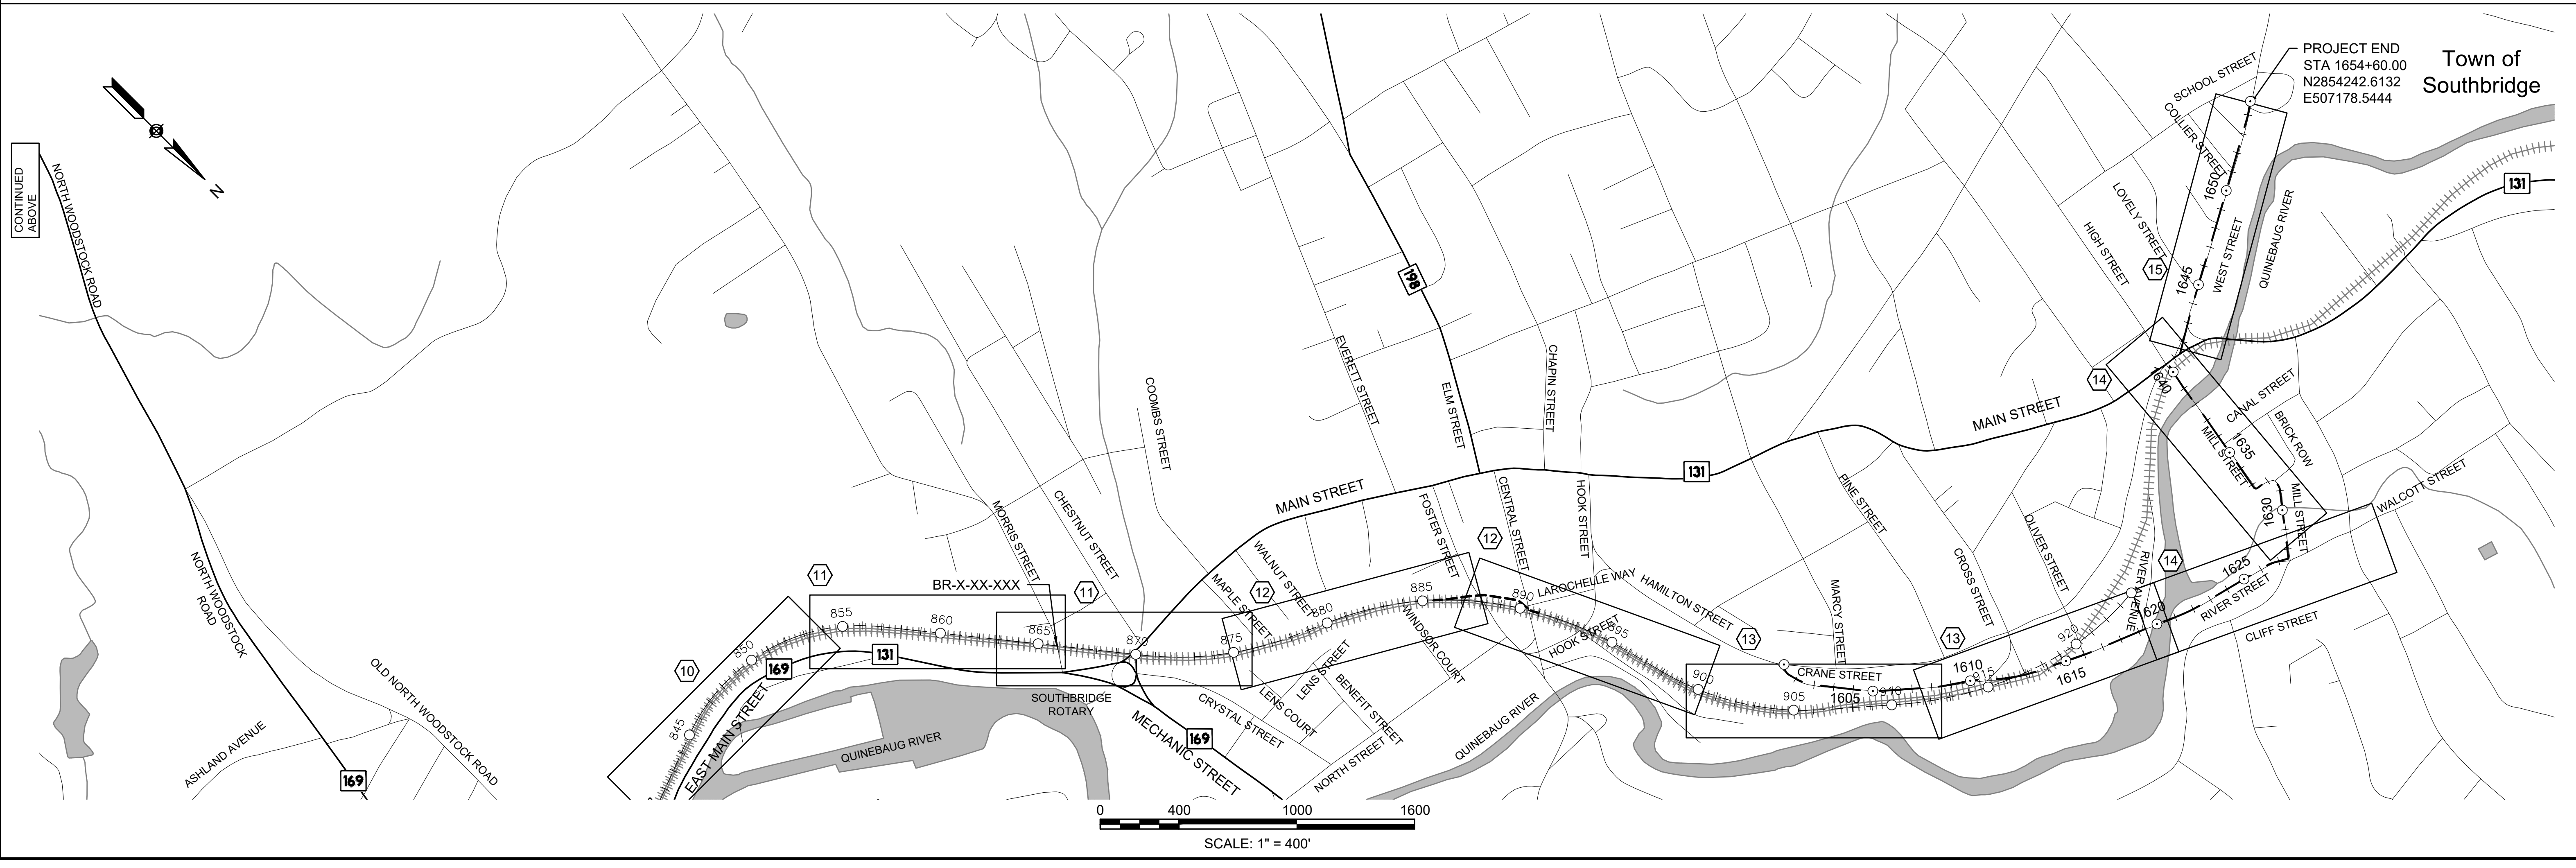 PROJECT END
STA 1654+60.00
N2854242.6132
E507178.5444
Town of
Southbridge
CONTINUED
ABOVE
NORTH WOODSTOCK ROAD
N
SCHOOL STREET
COLLIER STREET
1650
131
LOVELY STREET
HIGH STREET
15
1645
WEST STREET
QUINEBAUG RIVER
198
EVERETT STREET
ELM STREET
CHAPIN STREET
COOMBS STREET
14
1640
MAIN STREET
CANAL STREET
BRICK ROW
MILL STREET
1635
131
MAIN STREET
MORRIS STREET
CHESTNUT STREET
FOSTER STREET
CENTRAL STREET
HOOK STREET
PINE STREET
OLIVER STREET
1630
MILL STREET
WALCOTT STREET
NORTH WOODSTOCK
ROAD
11
BR-X-XX-XXX
11
WALNUT STREET
MAPLE STREET
12
12
LAROCHELLE WAY
HAMILTON STREET
MARCY STREET
CROSS STREET
RIVER AVENUE
14
1625
RIVER STREET
1620
CLIFF STREET
10
845
850
855
860
865
870
875
880
885
890
895
900
905
910
915
920
169
131
EAST MAIN STREET
WINDSOR COURT
HOOK STREET
13
13
CRANE STREET
1605
1610
1615
SOUTHBRIDGE
ROTARY
LENS STREET
LENS COURT
BENEFIT STREET
CRYSTAL STREET
NORTH STREET
QUINEBAUG RIVER
MECHANIC STREET
169
QUINEBAUG RIVER
OLD NORTH WOODSTOCK ROAD
ASHLAND AVENUE
169
0 400 1000 1600
SCALE: 1" = 400'